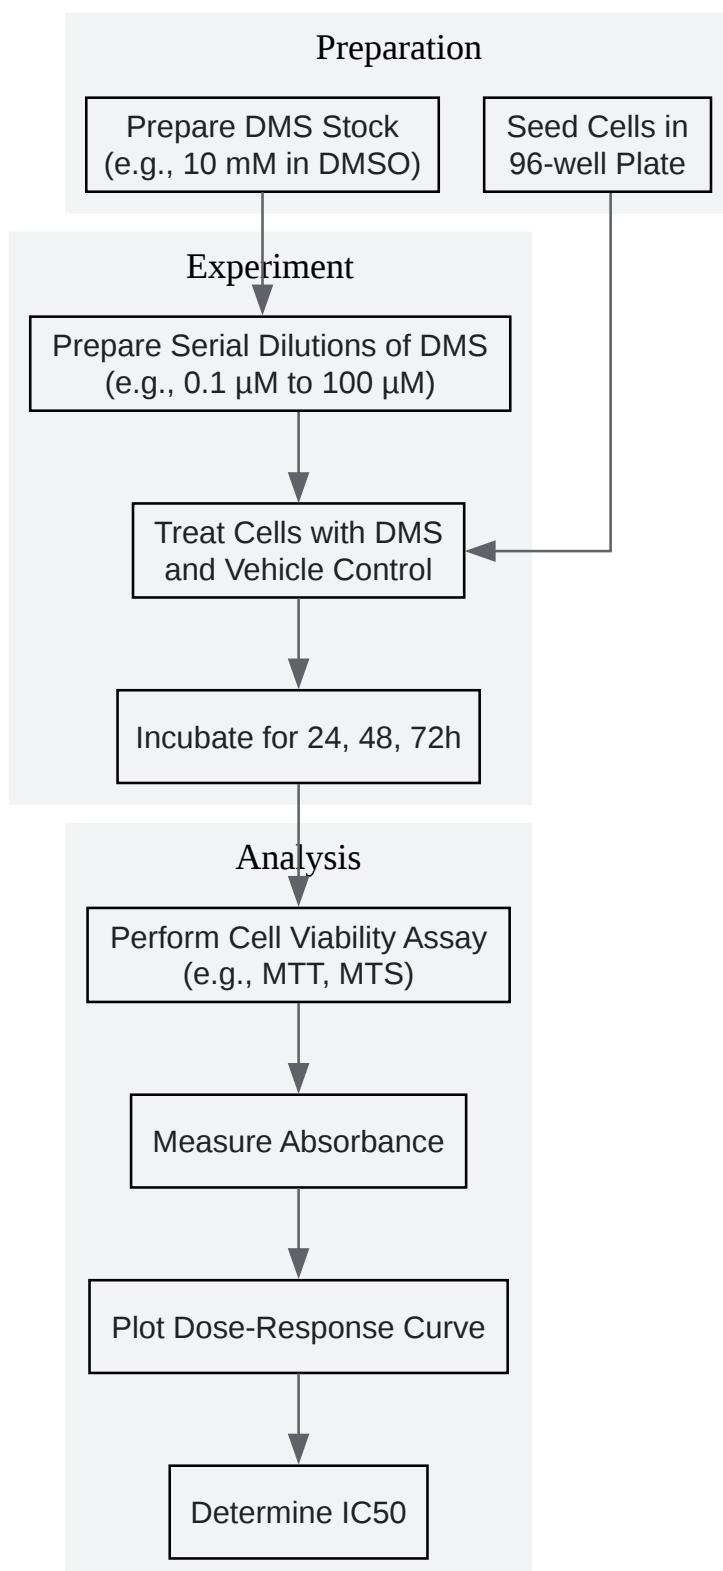 Preparation
Prepare DMS Stock
(e.g., 10 mM in DMSO)
Seed Cells in
96-well Plate
Experiment
Prepare Serial Dilutions of DMS
(e.g., 0.1 µM to 100 µM)
Treat Cells with DMS
and Vehicle Control
Incubate for 24, 48, 72h
Analysis
Perform Cell Viability Assay
(e.g., MTT, MTS)
Measure Absorbance
Plot Dose-Response Curve
Determine IC50